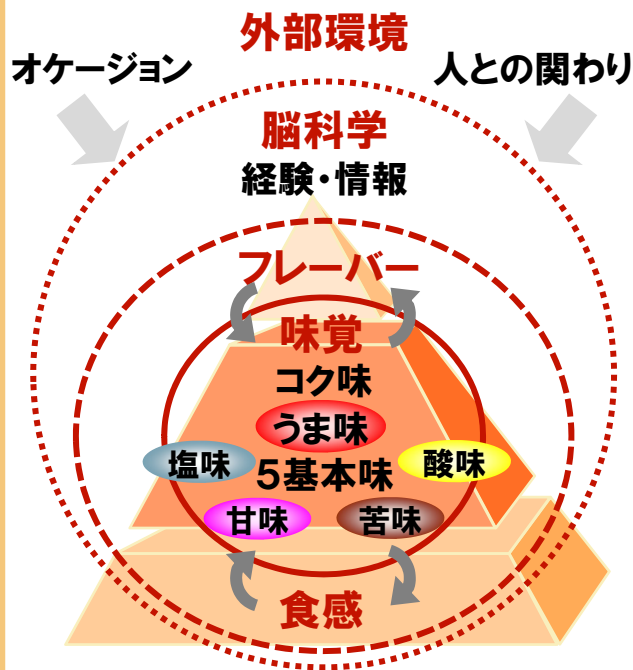 外部環境
オケージョン
人との関わり
脳科学
経験・情報
フレーバー
味覚
コク味
うま味
塩味
5基本味
酸味
甘味
苦味
食感